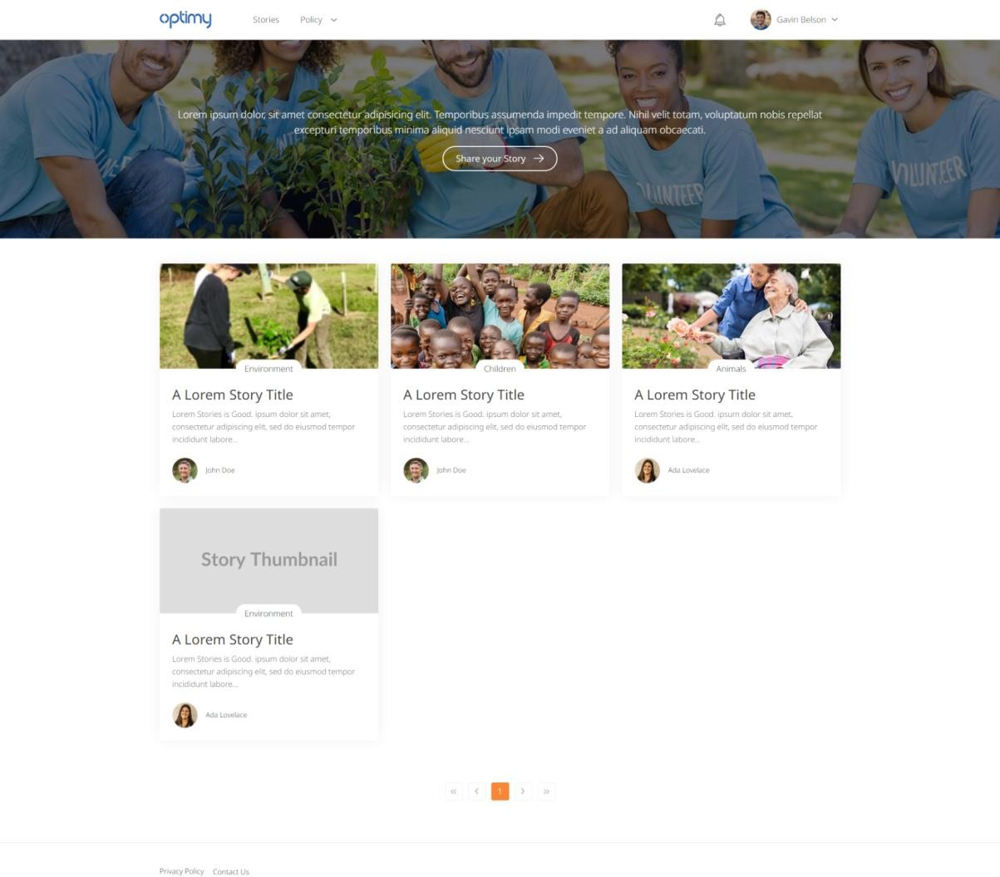 optimy
Stories
Policy
Gavin Belson
Lorem ipsum dolor, sit amet consectetur adipisicing elit. Temporibus assumenda impedit tempore. Nihil velit totam, voluptatum nobis repellat
excepturi temporibus minima aliquid nesciunt ipsam modi eveniet a ad aliquam obcaecati.
Share your Story →
VOLUNTEER
VOLUNTEER
Environment
A Lorem Story Title
Lorem Stories is Good. ipsum dolor sit amet,
consectetur adipiscing elit, sed do eiusmod tempor
incididunt labore...
John Doe
Children
A Lorem Story Title
Lorem Stories is Good. ipsum dolor sit amet,
consectetur adipiscing elit, sed do eiusmod tempor
incididunt labore...
John Doe
Animals
A Lorem Story Title
Lorem Stories is Good. ipsum dolor sit amet,
consectetur adipiscing elit, sed do eiusmod tempor
incididunt labore...
Ada Lovelace
Story Thumbnail
Environment
A Lorem Story Title
Lorem Stories is Good. ipsum dolor sit amet,
consectetur adipiscing elit, sed do eiusmod tempor
incididunt labore...
Ada Lovelace
« ‹ 1 › »
Privacy Policy
Contact Us